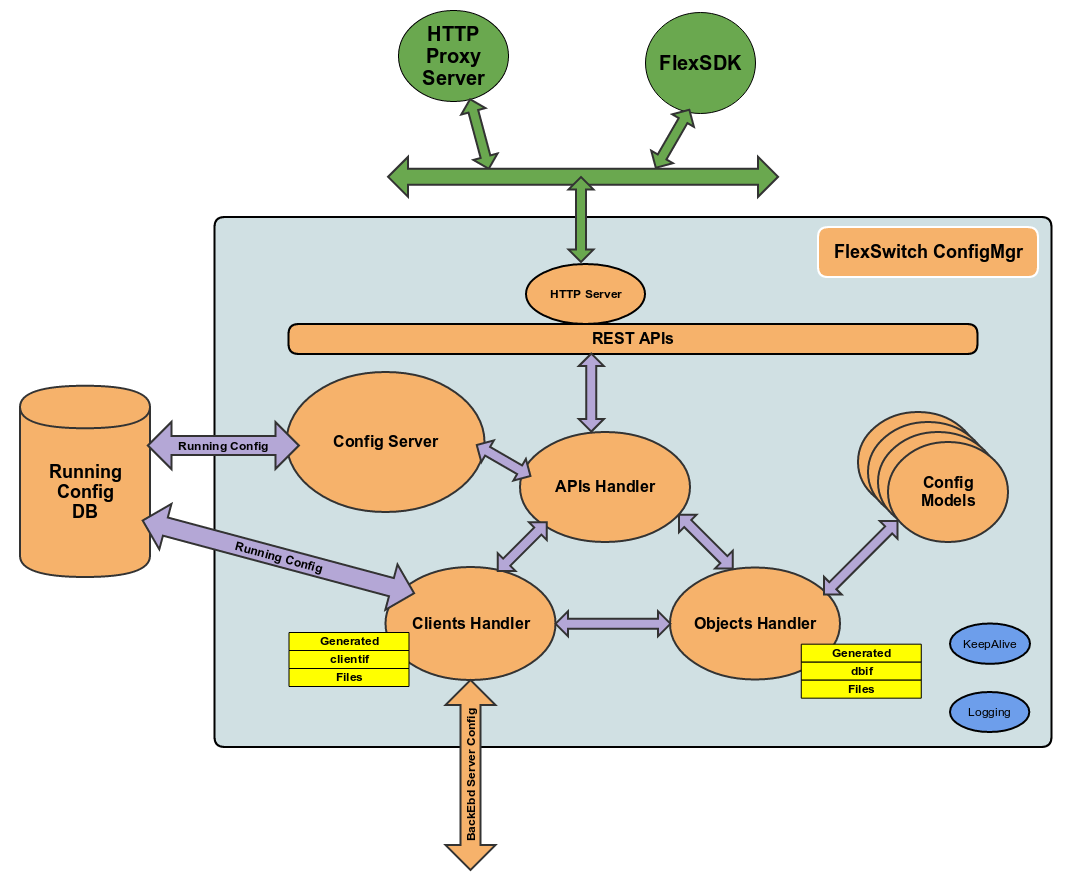 HTTP
Proxy
Server
FlexSDK
FlexSwitch ConfigMgr
HTTP Server
REST APIs
Running Config
Config Server
APIs Handler
Config
Models
Running
Config
DB
Running Config
Clients Handler
Objects Handler
Generated
clientif
Files
Generated
dbif
Files
KeepAlive
Logging
BackEbd Server Config